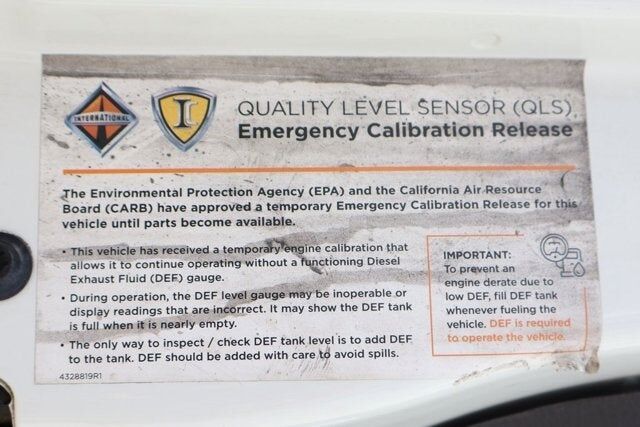 INTERNATIONAL
I
QUALITY LEVEL SENSOR (QLS)
Emergency Calibration Release
The Environmental Protection Agency (EPA) and the California Air Resource
Board (CARB) have approved a temporary Emergency Calibration Release for this
vehicle until parts become available.
• This vehicle has received a temporary engine calibration that
allows it to continue operating without a functioning Diesel
Exhaust Fluid (DEF) gauge.
• During operation, the DEF level gauge may be inoperable or
display readings that are incorrect. It may show the DEF tank
is full when it is nearly empty.
• The only way to inspect / check DEF tank level is to add DEF
to the tank. DEF should be added with care to avoid spills.
4328819R1
IMPORTANT:
To prevent an
engine derate due to
low DEF, fill DEF tank
whenever fueling the
vehicle. DEF is required
to operate the vehicle.